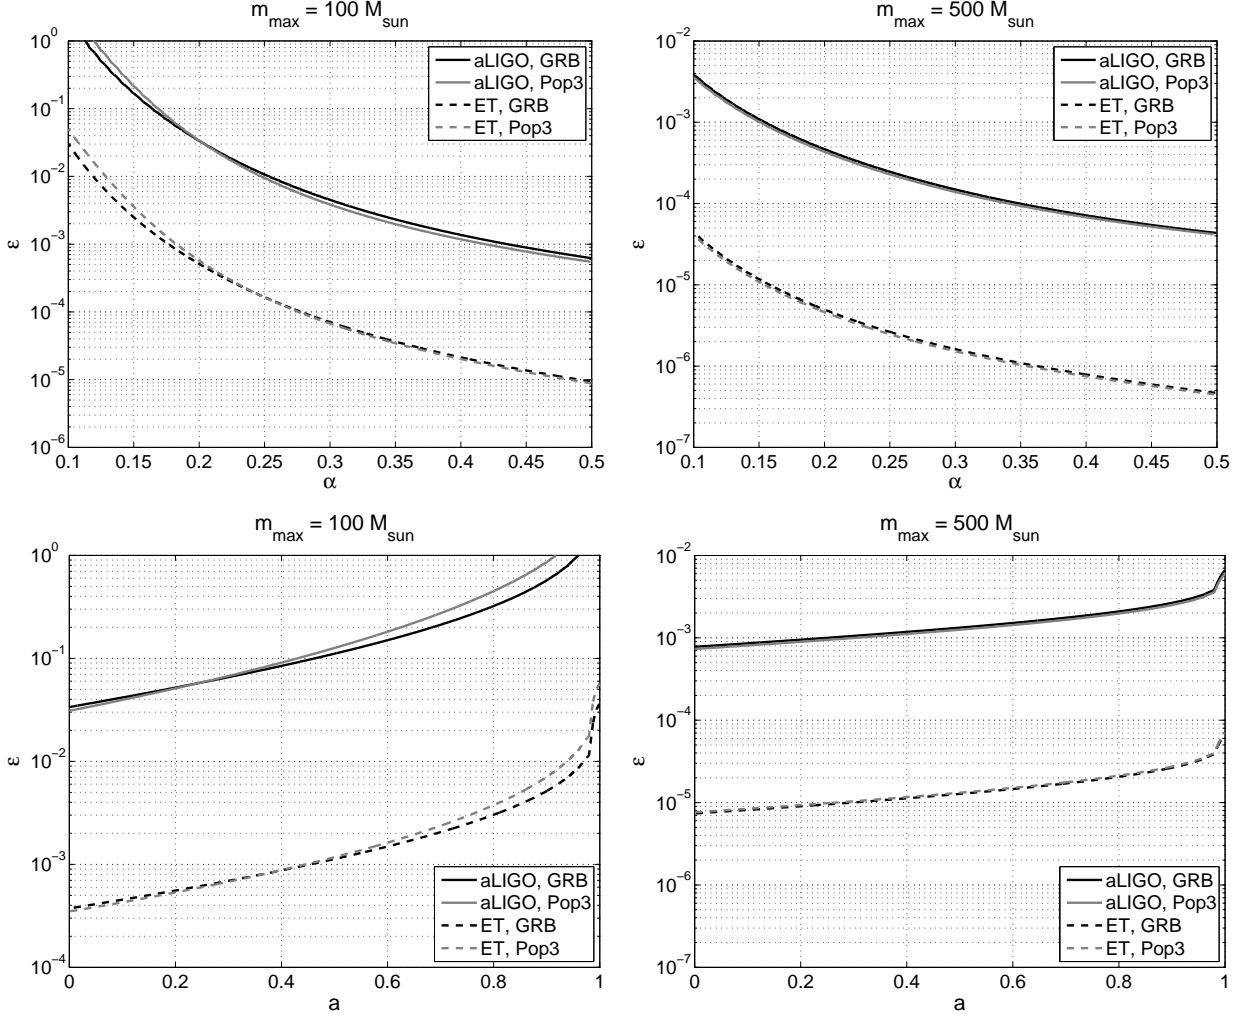 m_max = 100 M_sun
10^0
10^-1
10^-2
10^-3
10^-4
10^-5
10^-6
ε
0.1 0.15 0.2 0.25 0.3 0.35 0.4 0.45 0.5
α
aLIGO, GRB
aLIGO, Pop3
ET, GRB
ET, Pop3
m_max = 500 M_sun
10^-2
10^-3
10^-4
10^-5
10^-6
10^-7
ε
0.1 0.15 0.2 0.25 0.3 0.35 0.4 0.45 0.5
α
aLIGO, GRB
aLIGO, Pop3
ET, GRB
ET, Pop3
m_max = 100 M_sun
10^0
10^-1
10^-2
10^-3
10^-4
ε
0 0.2 0.4 0.6 0.8 1
a
aLIGO, GRB
aLIGO, Pop3
ET, GRB
ET, Pop3
m_max = 500 M_sun
10^-2
10^-3
10^-4
10^-5
10^-6
10^-7
ε
0 0.2 0.4 0.6 0.8 1
a
aLIGO, GRB
aLIGO, Pop3
ET, GRB
ET, Pop3